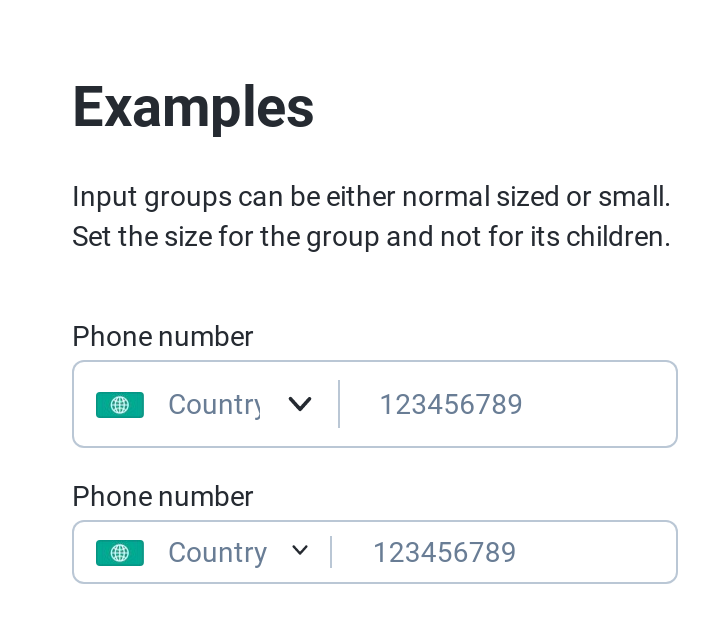 Examples
Input groups can be either normal sized or small.
Set the size for the group and not for its children.
Phone number
Country 123456789
Phone number
Country 123456789